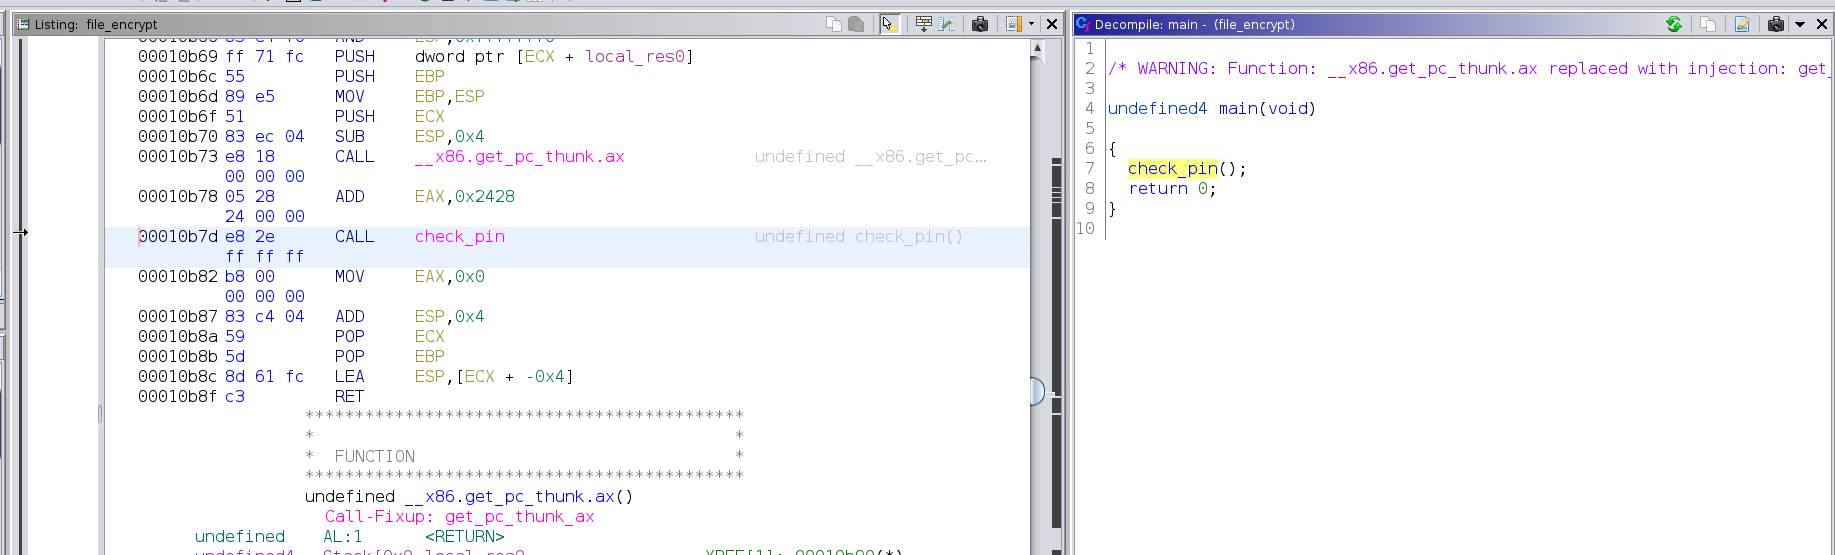 Listing: file_encrypt
00010b69 ff 71 fc PUSH dword ptr [ECX + local_res0]
00010b6c 55 PUSH EBP
00010b6d 89 e5 MOV EBP,ESP
00010b6f 51 PUSH ECX
00010b70 83 ec 04 SUB ESP,0x4
00010b73 e8 18 CALL __x86.get_pc_thunk.ax undefined __x86.get_pc...
00 00 00
00010b78 05 28 ADD EAX,0x2428
24 00 00
00010b7d e8 2e CALL check_pin undefined check_pin()
ff ff ff
00010b82 b8 00 MOV EAX,0x0
00 00 00
00010b87 83 c4 04 ADD ESP,0x4
00010b8a 59 POP ECX
00010b8b 5d POP EBP
00010b8c 8d 61 fc LEA ESP,[ECX + -0x4]
00010b8f c3 RET
********************************************
* *
* FUNCTION *
********************************************
undefined __x86.get_pc_thunk.ax()
Call-Fixup: get_pc_thunk_ax
undefined AL:1 <RETURN>
undefined4 Stack[0x0 local_res0 XREF[1]: 00010b90(*)
Decompile: main - (file_encrypt)
1
2 /* WARNING: Function: __x86.get_pc_thunk.ax replaced with injection: get_
3
4 undefined4 main(void)
5
6 {
7 check_pin();
8 return 0;
9 }
10